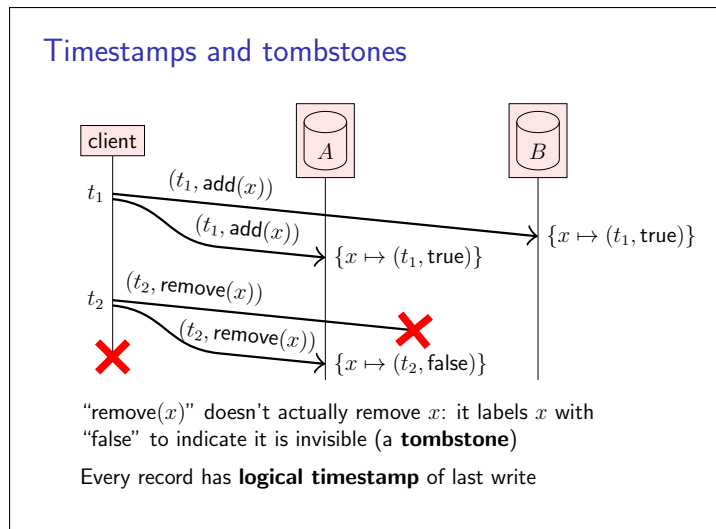 Timestamps and tombstones
client
A
B
t₁
(t₁, add(x))
(t₁, add(x))
{x ↦ (t₁, true)}
{x ↦ (t₁, true)}
t₂
(t₂, remove(x))
(t₂, remove(x))
{x ↦ (t₂, false)}
“remove(x)” doesn't actually remove x: it labels x with
“false” to indicate it is invisible (a tombstone)
Every record has logical timestamp of last write